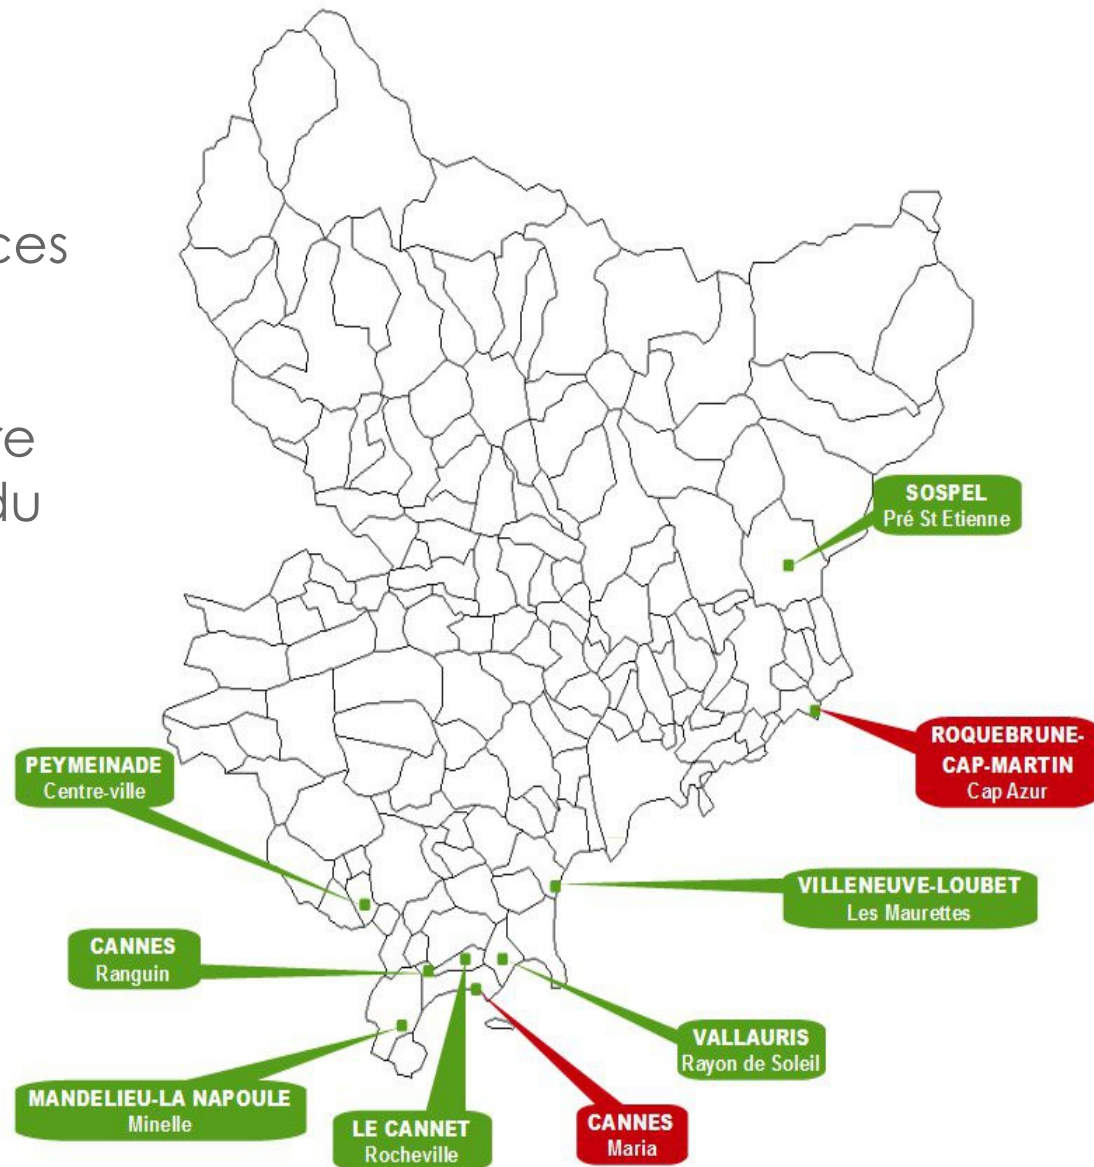 ces
re
du
SOSPEL
Pré St Etienne
ROQUEBRUNE-
CAP-MARTIN
Cap Azur
PEYMEINADE
Centre-ville
VILLENEUVE-LOUBET
Les Maurettes
CANNES
Ranguin
VALLAURIS
Rayon de Soleil
MANDELIEU-LA NAPOULE
Minelle
LE CANNET
Rocheville
CANNES
Maria